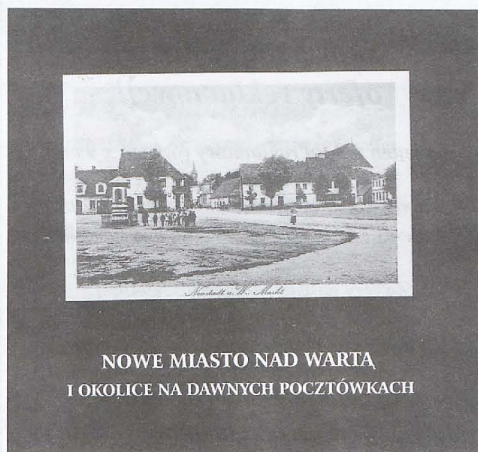 Neustadt a. W. Markt
NOWE MIASTO NAD WARTĄ
I OKOLICE NA DAWNYCH POCZTÓWKACH